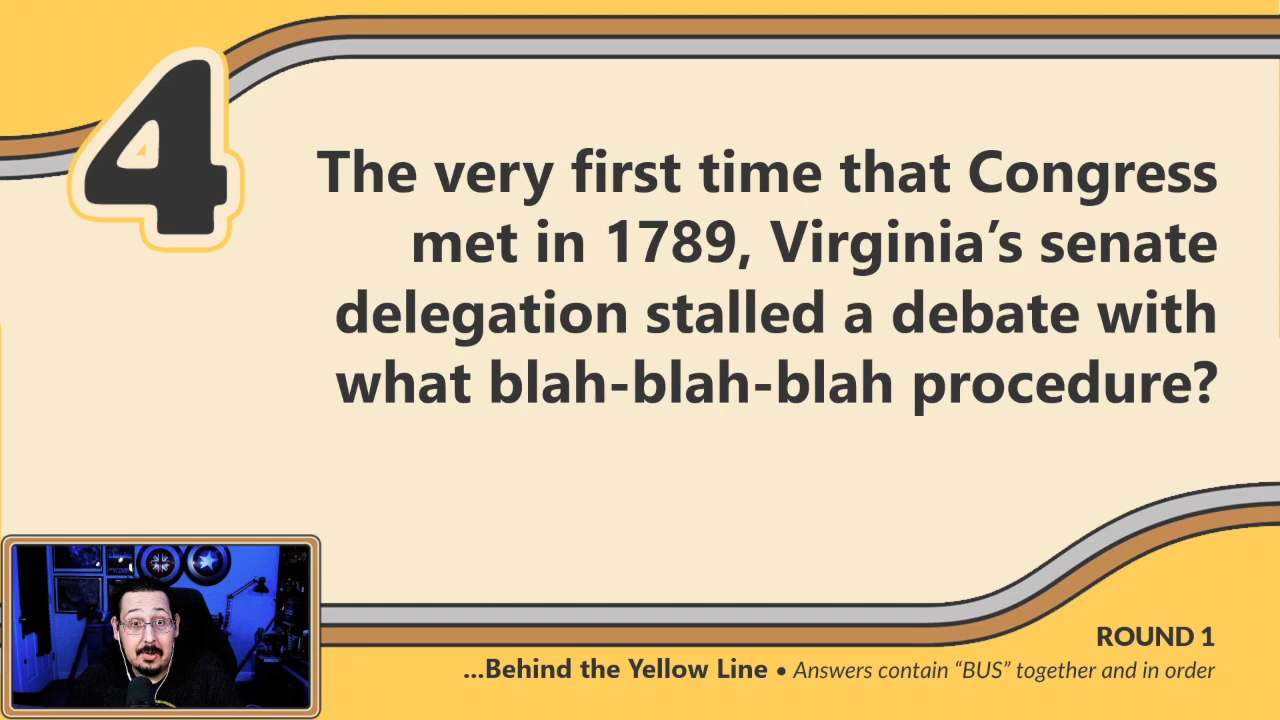 4
The very first time that Congress
met in 1789, Virginia’s senate
delegation stalled a debate with
what blah-blah-blah procedure?
ROUND 1
...Behind the Yellow Line • Answers contain “BUS” together and in order